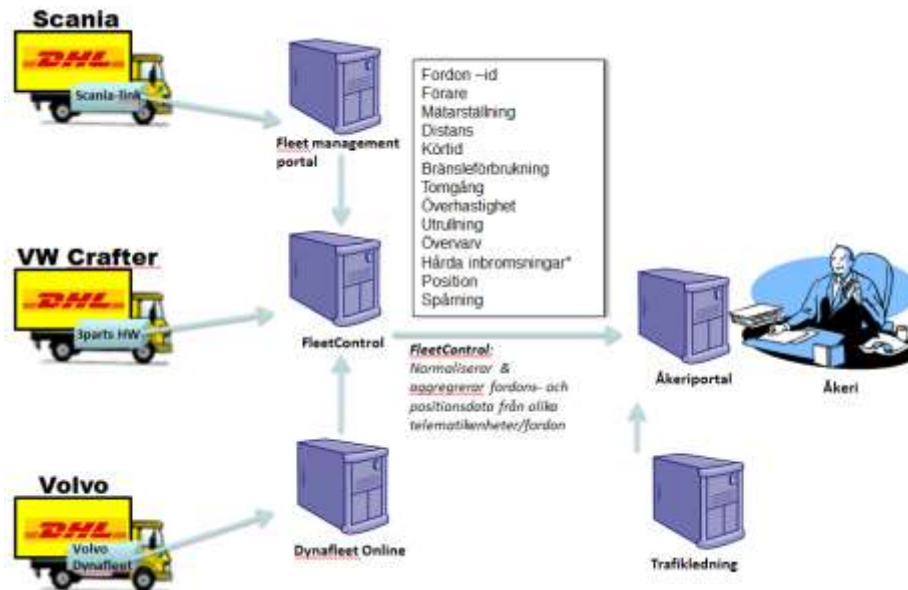 Scania
DHL
Scania-link
Fleet management
portal
Fordon –id
Förare
Mätarställning
Distans
Körtid
Bränsleförbrukning
Tomgång
Överhastighet
Utrullning
Övervarv
Hårda inbromsningar*
Position
Spårning
VW Crafter
DHL
3parts HW
FleetControl
FleetControl:
Normaliserar &
aggregrerar fordons- och
positionsdata från olika
telematikenheter/fordon
Åkeriportal
Åkeri
Volvo
DHL
Volvo
Dynafleet
Dynafleet Online
Trafikledning